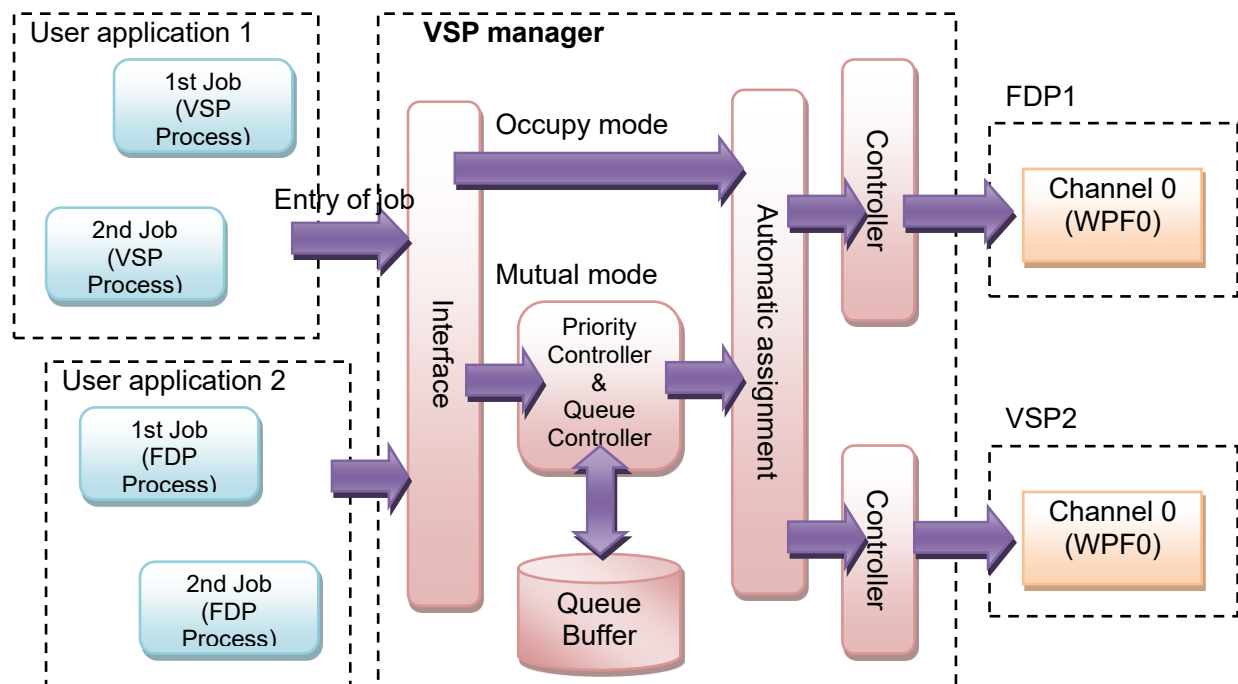 User application 1
1st Job
(VSP
Process)
2nd Job
(VSP
Process)
Entry of job
User application 2
1st Job
(FDP
Process)
2nd Job
(FDP
Process)
VSP manager
Interface
Occupy mode
Mutual mode
Priority
Controller
&
Queue
Controller
Queue
Buffer
Automatic assignment
Controller
Controller
FDP1
Channel 0
(WPF0)
VSP2
Channel 0
(WPF0)